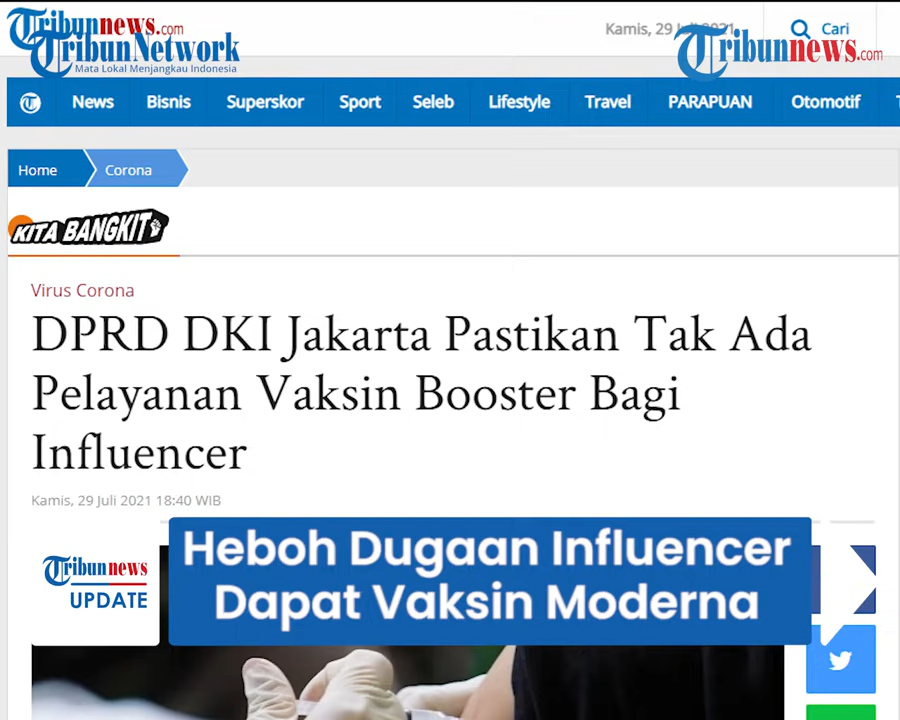 Tribunnews.com
Tribun Network
Mata Lokal Menjangkau Indonesia
Kamis, 29 Juli 2021
Cari
Tribunnews.com
News Bisnis Superskor Sport Seleb Lifestyle Travel PARAPUAN Otomotif
Home Corona
KITA BANGKIT
Virus Corona
DPRD DKI Jakarta Pastikan Tak Ada
Pelayanan Vaksin Booster Bagi
Influencer
Kamis, 29 Juli 2021 18:40 WIB
Tribunnews
UPDATE
Heboh Dugaan Influencer
Dapat Vaksin Moderna